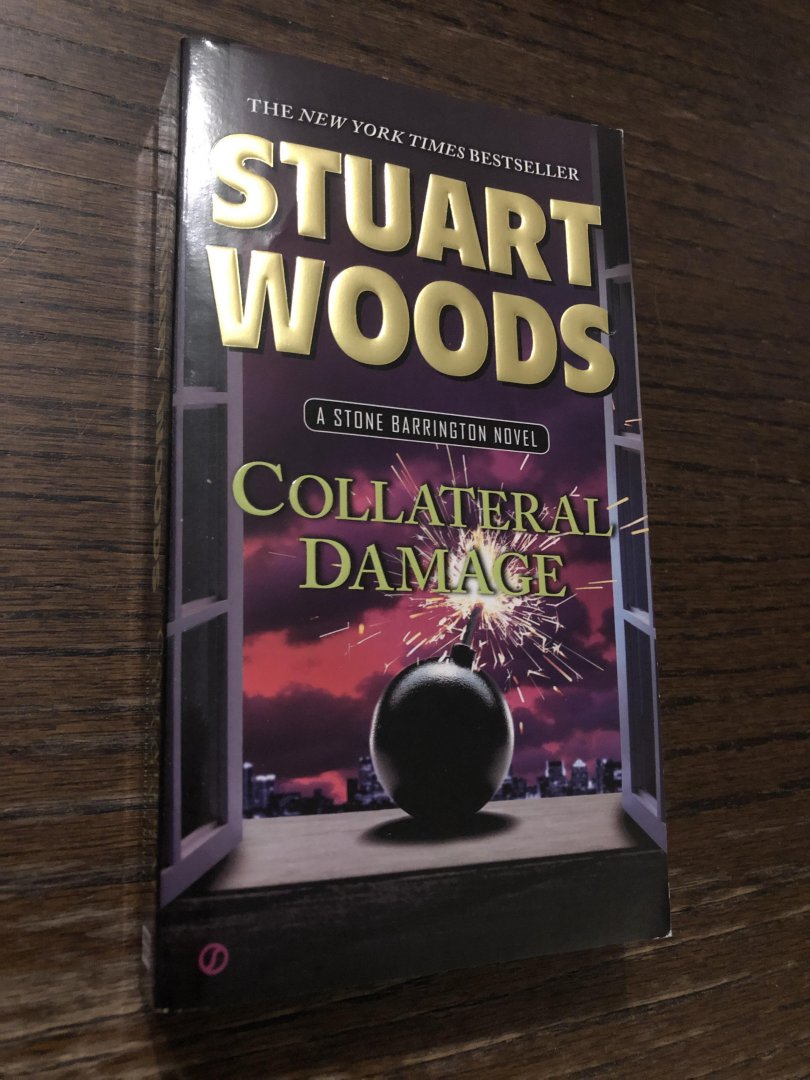 THE NEW YORK TIMES BESTSELLER
STUART
WOODS
A STONE BARRINGTON NOVEL
COLLATERAL
DAMAGE